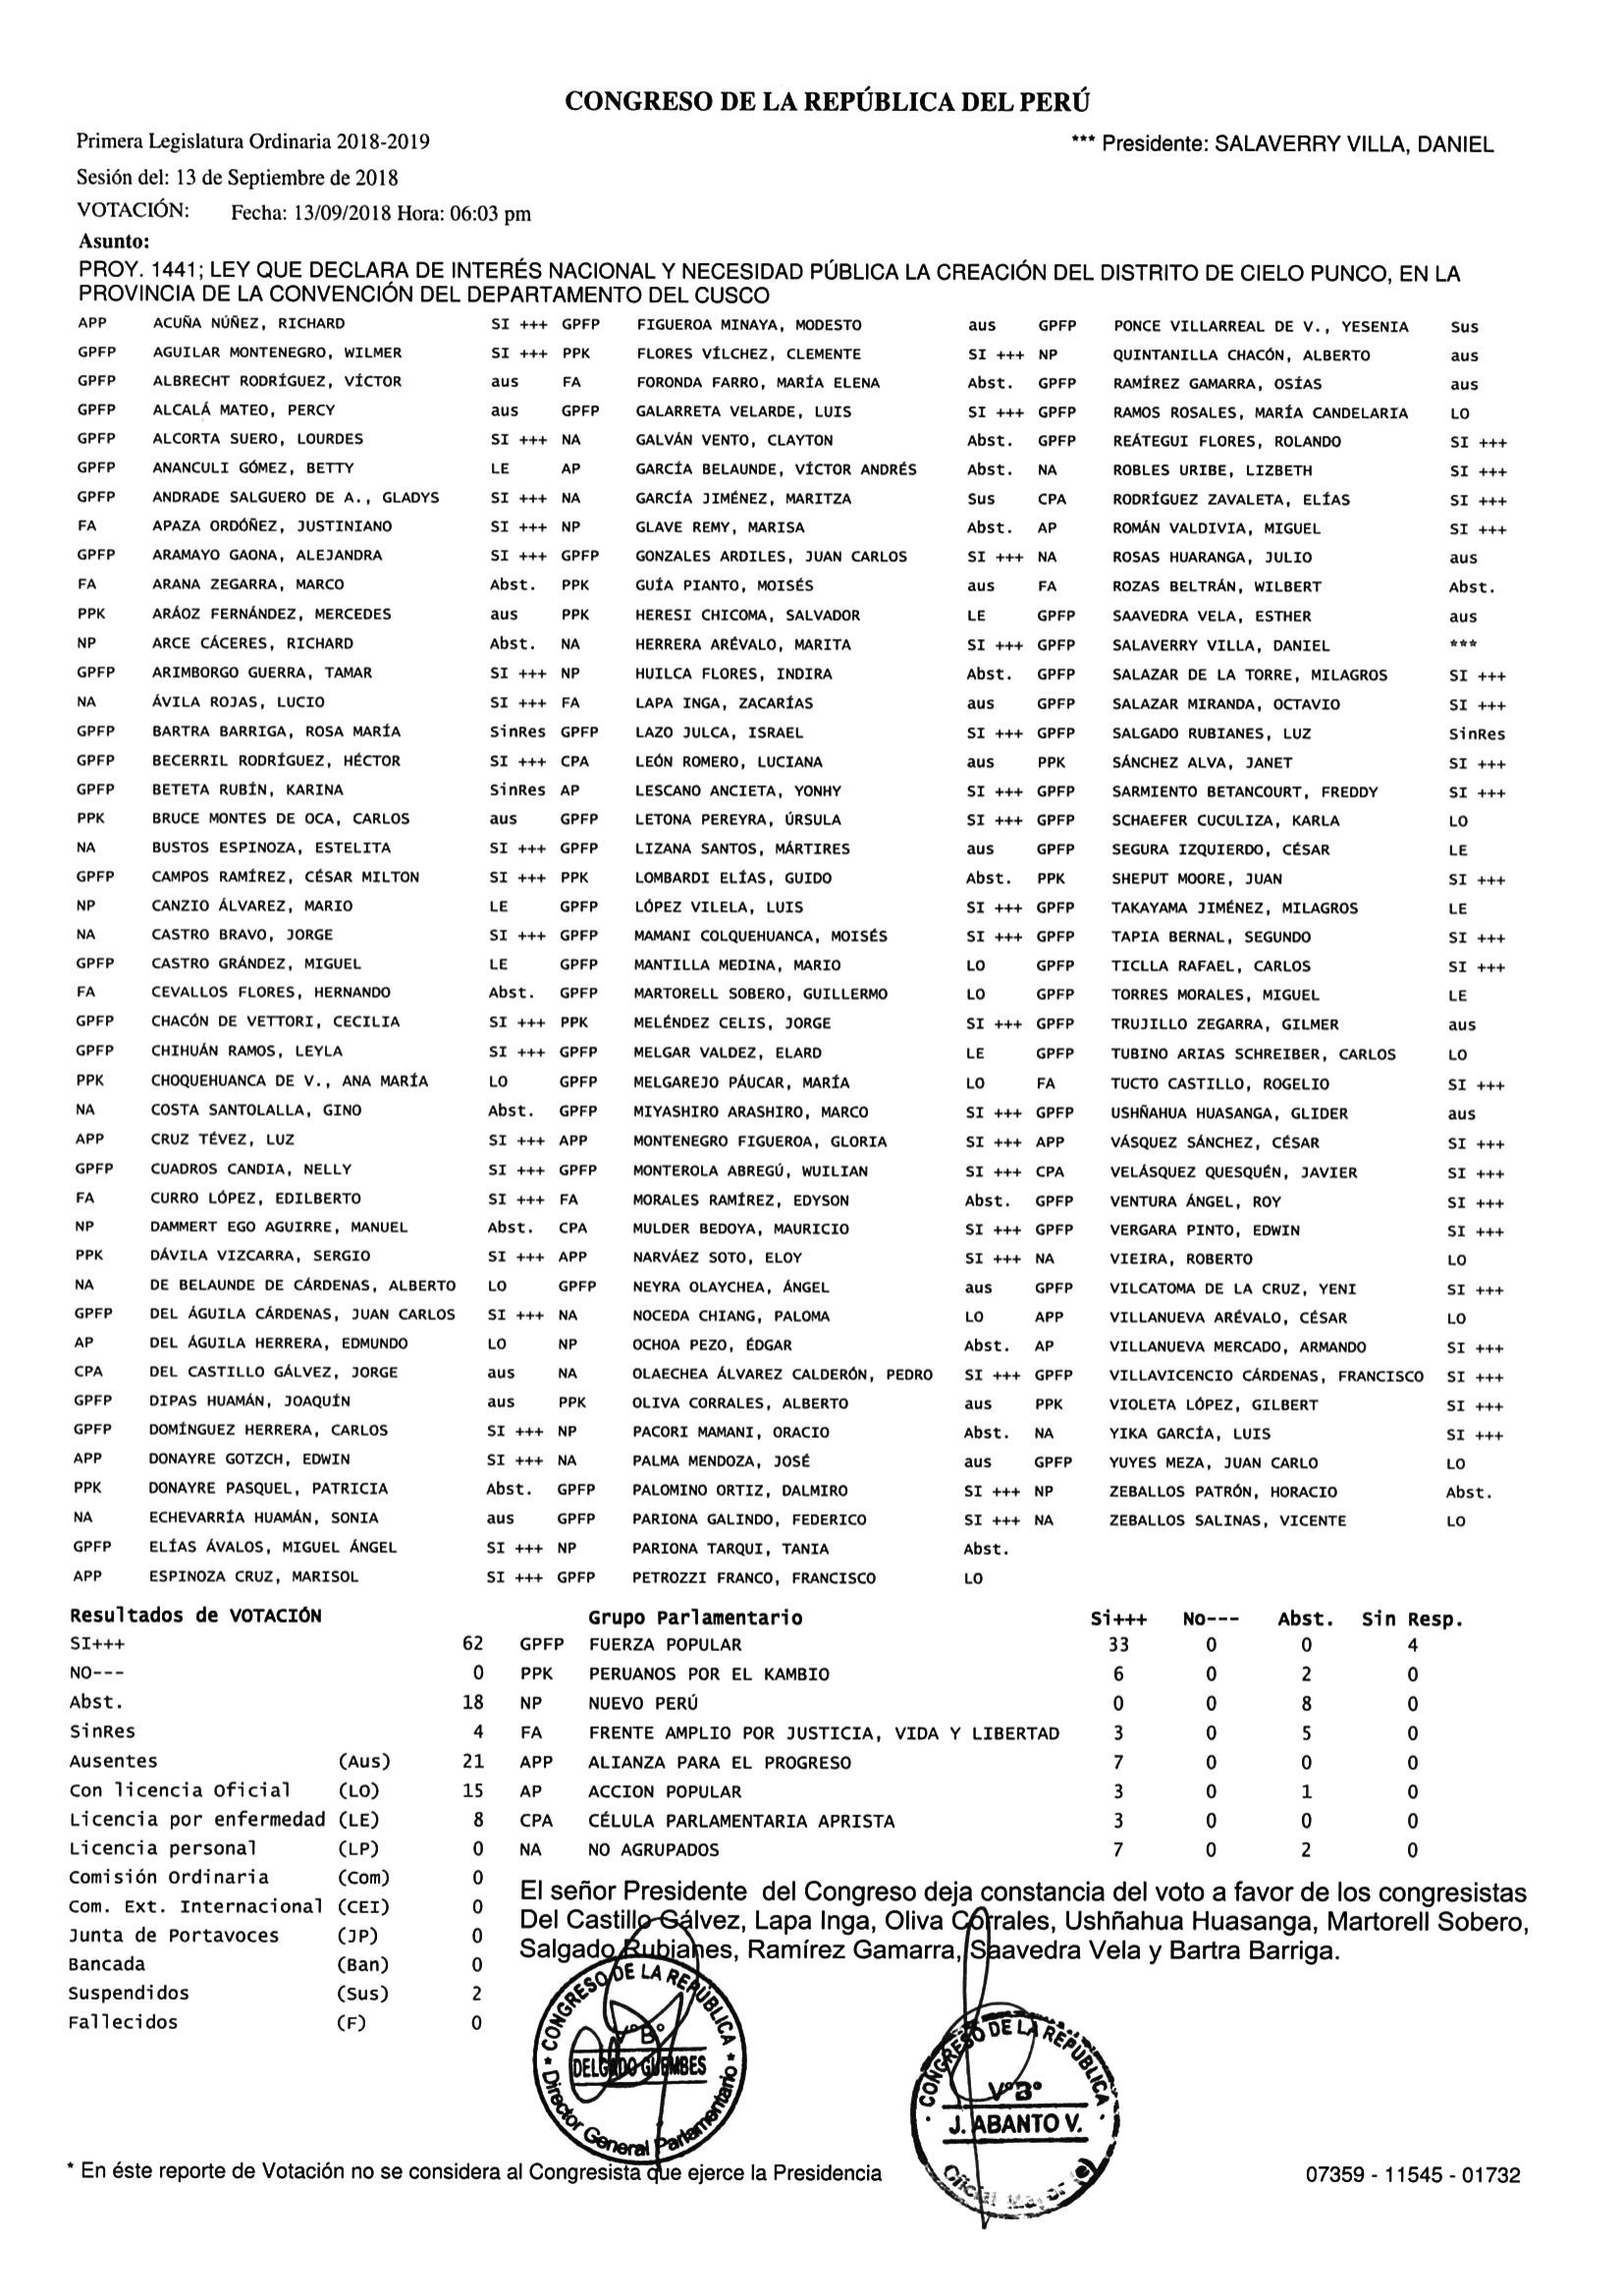 CONGRESO DE LA REPÚBLICA DEL PERÚ
Primera Legislatura Ordinaria 2018-2019 *** Presidente: SALAVERRY VILLA, DANIEL
Sesión del: 13 de Septiembre de 2018
VOTACIÓN: Fecha: 13/09/2018 Hora: 06:03 pm
Asunto:
PROY. 1441; LEY QUE DECLARA DE INTERÉS NACIONAL Y NECESIDAD PÚBLICA LA CREACIÓN DEL DISTRITO DE CIELO PUNCO, EN LA
PROVINCIA DE LA CONVENCIÓN DEL DEPARTAMENTO DEL CUSCO
APP ACUÑA NÚÑEZ, RICHARD SI +++ GPFP FIGUEROA MINAYA, MODESTO aus GPFP PONCE VILLARREAL DE V., YESENIA Sus
GPFP AGUILAR MONTENEGRO, WILMER SI +++ PPK FLORES VÍLCHEZ, CLEMENTE SI +++ NP QUINTANILLA CHACÓN, ALBERTO aus
GPFP ALBRECHT RODRÍGUEZ, VÍCTOR aus FA FORONDA FARRO, MARÍA ELENA Abst. GPFP RAMÍREZ GAMARRA, OSÍAS aus
GPFP ALCALÁ MATEO, PERCY aus GPFP GALARRETA VELARDE, LUIS SI +++ GPFP RAMOS ROSALES, MARÍA CANDELARIA LO
GPFP ALCORTA SUERO, LOURDES SI +++ NA GALVÁN VENTO, CLAYTON Abst. GPFP REÁTEGUI FLORES, ROLANDO SI +++
GPFP ANANCULI GÓMEZ, BETTY LE AP GARCÍA BELAUNDE, VÍCTOR ANDRÉS Abst. NA ROBLES URIBE, LIZBETH SI +++
GPFP ANDRADE SALGUERO DE A., GLADYS SI +++ NA GARCÍA JIMÉNEZ, MARITZA Sus CPA RODRÍGUEZ ZAVALETA, ELÍAS SI +++
FA APAZA ORDÓÑEZ, JUSTINIANO SI +++ NP GLAVE REMY, MARISA Abst. AP ROMÁN VALDIVIA, MIGUEL SI +++
GPFP ARAMAYO GAONA, ALEJANDRA SI +++ GPFP GONZALES ARDILES, JUAN CARLOS SI +++ NA ROSAS HUARANGA, JULIO aus
FA ARANA ZEGARRA, MARCO Abst. PPK GUÍA PIANTO, MOISÉS aus FA ROZAS BELTRÁN, WILBERT Abst.
PPK ARÁOZ FERNÁNDEZ, MERCEDES aus PPK HERESI CHICOMA, SALVADOR LE GPFP SAAVEDRA VELA, ESTHER aus
NP ARCE CÁCERES, RICHARD Abst. NA HERRERA ARÉVALO, MARITA SI +++ GPFP SALAVERRY VILLA, DANIEL ***
GPFP ARIMBORGO GUERRA, TAMAR SI +++ NP HUILCA FLORES, INDIRA Abst. GPFP SALAZAR DE LA TORRE, MILAGROS SI +++
NA ÁVILA ROJAS, LUCIO SI +++ FA LAPA INGA, ZACARÍAS aus GPFP SALAZAR MIRANDA, OCTAVIO SI +++
GPFP BARTRA BARRIGA, ROSA MARÍA SinRes GPFP LAZO JULCA, ISRAEL SI +++ GPFP SALGADO RUBIANES, LUZ SinRes
GPFP BECERRIL RODRÍGUEZ, HÉCTOR SI +++ CPA LEÓN ROMERO, LUCIANA aus PPK SÁNCHEZ ALVA, JANET SI +++
GPFP BETETA RUBÍN, KARINA SinRes AP LESCANO ANCIETA, YONHY SI +++ GPFP SARMIENTO BETANCOURT, FREDDY SI +++
PPK BRUCE MONTES DE OCA, CARLOS aus GPFP LETONA PEREYRA, ÚRSULA SI +++ GPFP SCHAEFER CUCULIZA, KARLA LO
NA BUSTOS ESPINOZA, ESTELITA SI +++ GPFP LIZANA SANTOS, MÁRTIRES aus GPFP SEGURA IZQUIERDO, CÉSAR LE
GPFP CAMPOS RAMÍREZ, CÉSAR MILTON SI +++ PPK LOMBARDI ELÍAS, GUIDO Abst. PPK SHEPUT MOORE, JUAN SI +++
NP CANZIO ÁLVAREZ, MARIO LE GPFP LÓPEZ VILELA, LUIS SI +++ GPFP TAKAYAMA JIMÉNEZ, MILAGROS LE
NA CASTRO BRAVO, JORGE SI +++ GPFP MAMANI COLQUEHUANCA, MOISÉS SI +++ GPFP TAPIA BERNAL, SEGUNDO SI +++
GPFP CASTRO GRÁNDEZ, MIGUEL LE GPFP MANTILLA MEDINA, MARIO LO GPFP TICLLA RAFAEL, CARLOS SI +++
FA CEVALLOS FLORES, HERNANDO Abst. GPFP MARTORELL SOBERO, GUILLERMO LO GPFP TORRES MORALES, MIGUEL LE
GPFP CHACÓN DE VETTORI, CECILIA SI +++ PPK MELÉNDEZ CELIS, JORGE SI +++ GPFP TRUJILLO ZEGARRA, GILMER aus
GPFP CHIHUÁN RAMOS, LEYLA SI +++ GPFP MELGAR VALDEZ, ELARD LE GPFP TUBINO ARIAS SCHREIBER, CARLOS LO
PPK CHOQUEHUANCA DE V., ANA MARÍA LO GPFP MELGAREJO PÁUCAR, MARÍA LO FA TUCTO CASTILLO, ROGELIO SI +++
NA COSTA SANTOLALLA, GINO Abst. GPFP MIYASHIRO ARASHIRO, MARCO SI +++ GPFP USHÑAHUA HUASANGA, GLIDER aus
APP CRUZ TÉVEZ, LUZ SI +++ APP MONTENEGRO FIGUEROA, GLORIA SI +++ APP VÁSQUEZ SÁNCHEZ, CÉSAR SI +++
GPFP CUADROS CANDIA, NELLY SI +++ GPFP MONTEROLA ABREGÚ, WUILIAN SI +++ CPA VELÁSQUEZ QUESQUÉN, JAVIER SI +++
FA CURRO LÓPEZ, EDILBERTO SI +++ FA MORALES RAMÍREZ, EDYSON Abst. GPFP VENTURA ÁNGEL, ROY SI +++
NP DAMMERT EGO AGUIRRE, MANUEL Abst. CPA MULDER BEDOYA, MAURICIO SI +++ GPFP VERGARA PINTO, EDWIN SI +++
PPK DÁVILA VIZCARRA, SERGIO SI +++ APP NARVÁEZ SOTO, ELOY SI +++ NA VIEIRA, ROBERTO LO
NA DE BELAUNDE DE CÁRDENAS, ALBERTO LO GPFP NEYRA OLAYCHEA, ÁNGEL aus GPFP VILCATOMA DE LA CRUZ, YENI SI +++
GPFP DEL ÁGUILA CÁRDENAS, JUAN CARLOS SI +++ NA NOCEDA CHIANG, PALOMA LO APP VILLANUEVA ARÉVALO, CÉSAR LO
AP DEL ÁGUILA HERRERA, EDMUNDO LO NP OCHOA PEZO, ÉDGAR Abst. AP VILLANUEVA MERCADO, ARMANDO SI +++
CPA DEL CASTILLO GÁLVEZ, JORGE aus NA OLAECHEA ÁLVAREZ CALDERÓN, PEDRO SI +++ GPFP VILLAVICENCIO CÁRDENAS, FRANCISCO SI +++
GPFP DIPAS HUAMÁN, JOAQUÍN aus PPK OLIVA CORRALES, ALBERTO aus PPK VIOLETA LÓPEZ, GILBERT SI +++
GPFP DOMÍNGUEZ HERRERA, CARLOS SI +++ NP PACORI MAMANI, ORACIO Abst. NA YIKA GARCÍA, LUIS SI +++
APP DONAYRE GOTZCH, EDWIN SI +++ NA PALMA MENDOZA, JOSÉ aus GPFP YUYES MEZA, JUAN CARLO LO
PPK DONAYRE PASQUEL, PATRICIA Abst. GPFP PALOMINO ORTIZ, DALMIRO SI +++ NP ZEBALLOS PATRÓN, HORACIO Abst.
NA ECHEVARRÍA HUAMÁN, SONIA aus GPFP PARIONA GALINDO, FEDERICO SI +++ NA ZEBALLOS SALINAS, VICENTE LO
GPFP ELÍAS ÁVALOS, MIGUEL ÁNGEL SI +++ NP PARIONA TARQUI, TANIA Abst.
APP ESPINOZA CRUZ, MARISOL SI +++ GPFP PETROZZI FRANCO, FRANCISCO LO
Resultados de VOTACIÓN Grupo Parlamentario Si+++ No--- Abst. Sin Resp.
SI+++ 62 GPFP FUERZA POPULAR 33 0 0 4
NO--- 0 PPK PERUANOS POR EL KAMBIO 6 0 2 0
Abst. 18 NP NUEVO PERÚ 0 0 8 0
SinRes 4 FA FRENTE AMPLIO POR JUSTICIA, VIDA Y LIBERTAD 3 0 5 0
Ausentes (Aus) 21 APP ALIANZA PARA EL PROGRESO 7 0 0 0
Con licencia Oficial (LO) 15 AP ACCION POPULAR 3 0 1 0
Licencia por enfermedad (LE) 8 CPA CÉLULA PARLAMENTARIA APRISTA 3 0 0 0
Licencia personal (LP) 0 NA NO AGRUPADOS 7 0 2 0
Comisión Ordinaria (Com) 0
Com. Ext. Internacional (CEI) 0
Junta de Portavoces (JP) 0
Bancada (Ban) 0
Suspendidos (Sus) 2
Fallecidos (F) 0
El señor Presidente del Congreso deja constancia del voto a favor de los congresistas
Del Castillo Gálvez, Lapa Inga, Oliva Corrales, Ushñahua Huasanga, Martorell Sobero,
Salgado Rubianes, Ramírez Gamarra, Saavedra Vela y Bartra Barriga.
* CONGRESO DE LA REPÚBLICA *
V°B°
DELGADO GUEMBES
Director General Parlamentario
· CONGRESO DE LA REPÚBLICA ·
V°B°
J. ABANTO V.
Oficial Mayor (e)
* En éste reporte de Votación no se considera al Congresista que ejerce la Presidencia 07359 - 11545 - 01732